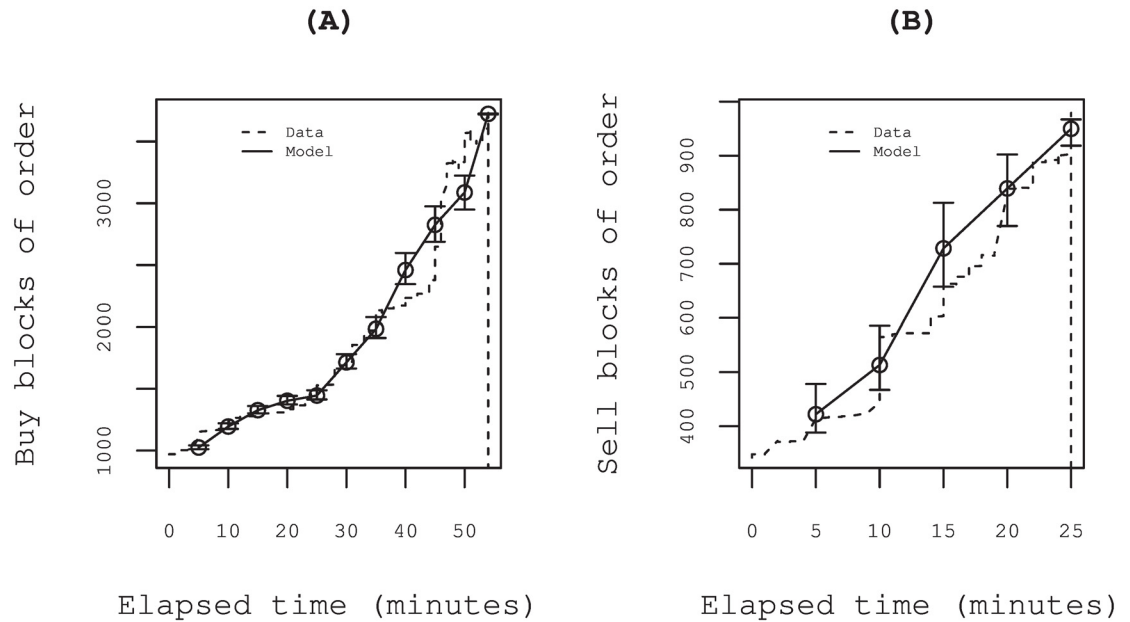 (A)
Buy blocks of order
3000
2000
1000
Data
Model
0 10 20 30 40 50
Elapsed time (minutes)
(B)
Sell blocks of order
900
800
700
600
500
400
Data
Model
0 5 10 15 20 25
Elapsed time (minutes)